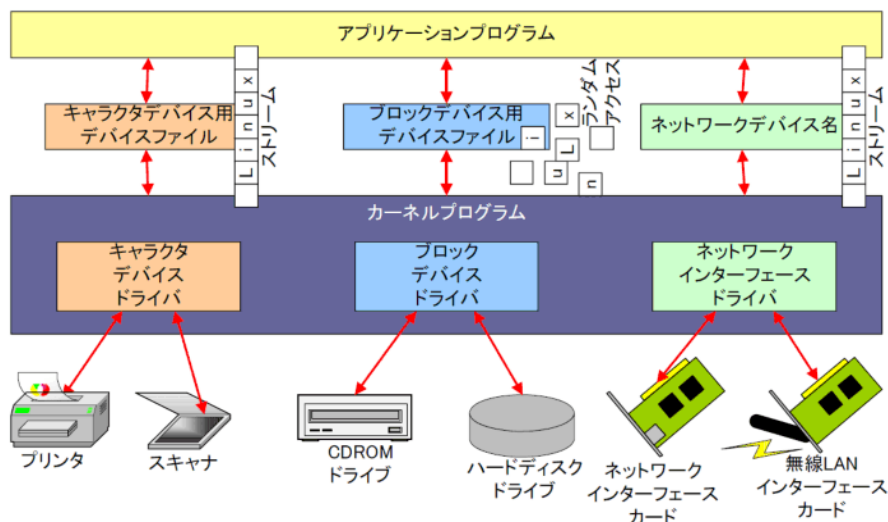 アプリケーションプログラム
キャラクタデバイス用
デバイスファイル
Linux
ストリーム
ブロックデバイス用
デバイスファイル
i
x
L
u
n
ランダム
アクセス
ネットワークデバイス名
Linux
ストリーム
カーネルプログラム
キャラクタ
デバイス
ドライバ
ブロック
デバイス
ドライバ
ネットワーク
インターフェース
ドライバ
プリンタ
スキャナ
CDROM
ドライブ
ハードディスク
ドライブ
ネットワーク
インターフェース
カード
無線LAN
インターフェース
カード